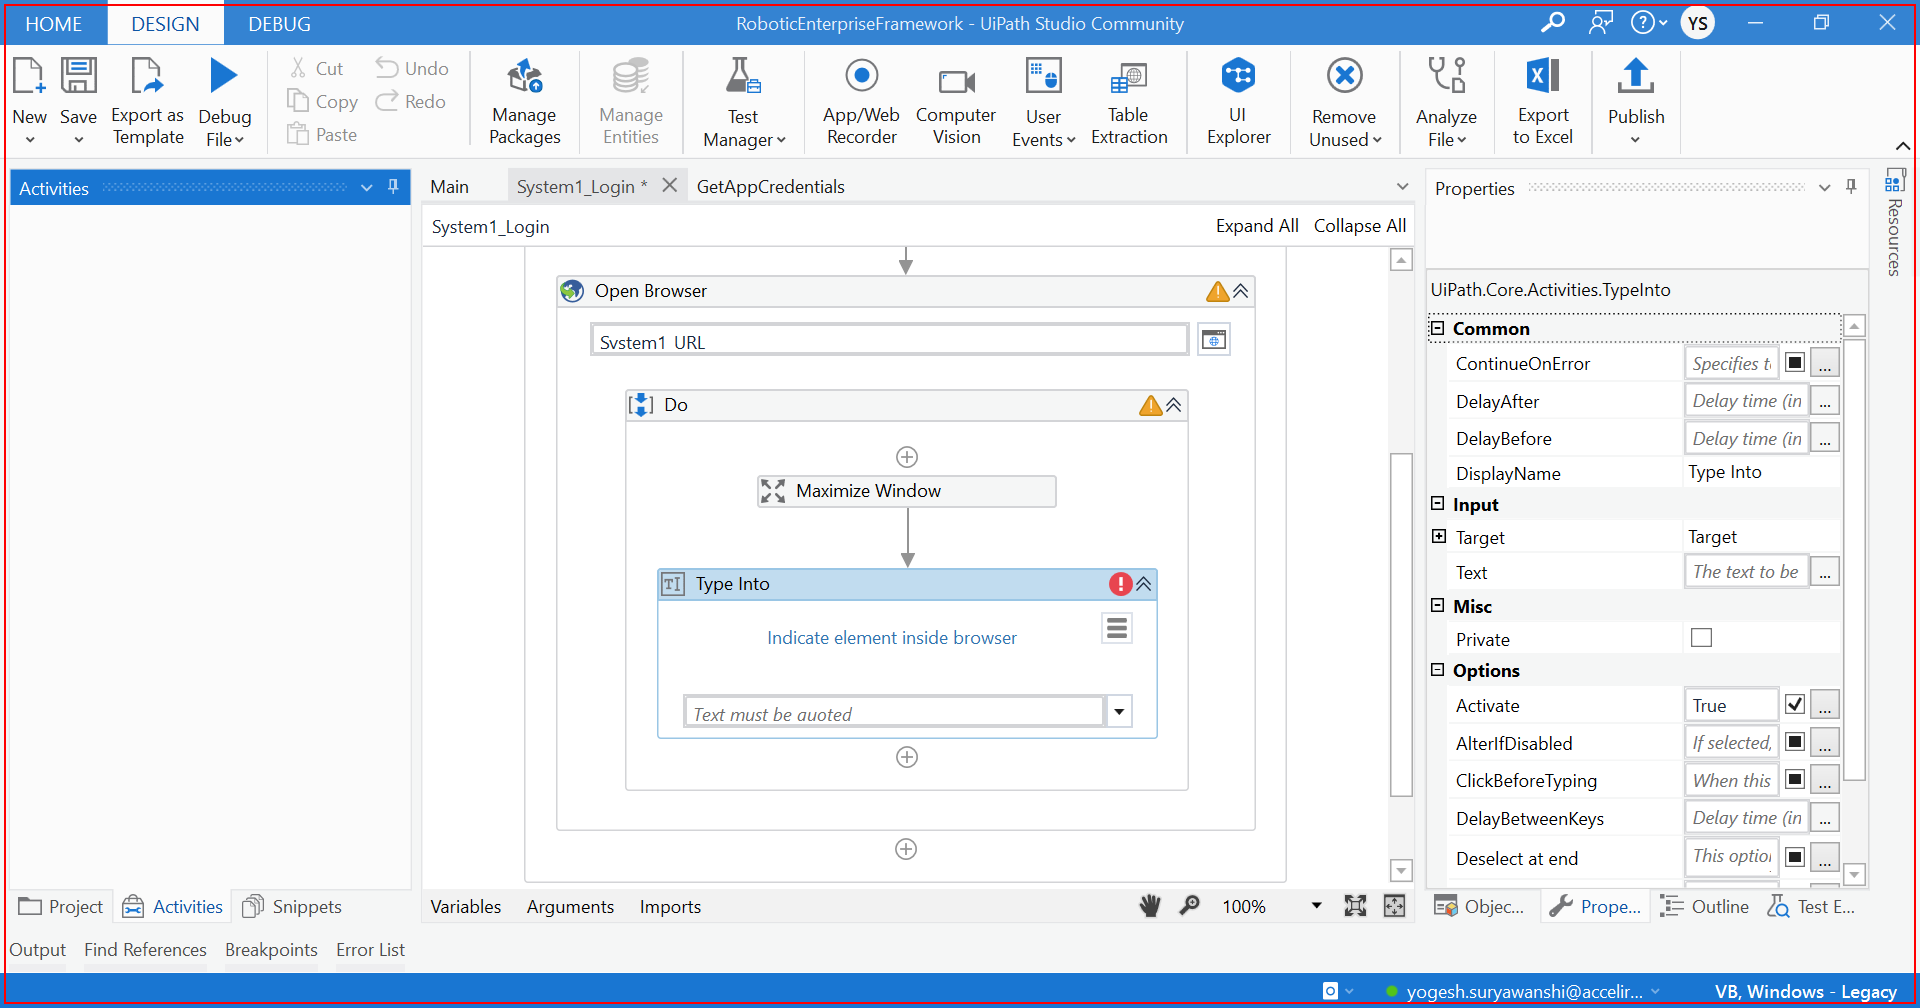 HOME DESIGN DEBUG
RoboticEnterpriseFramework - UiPath Studio Community
YS
New
Save
Export as
Template
Debug
File
Cut
Copy
Paste
Undo
Redo
Manage
Packages
Manage
Entities
Test
Manager
App/Web
Recorder
Computer
Vision
User
Events
Table
Extraction
UI
Explorer
Remove
Unused
Analyze
File
Export
to Excel
Publish
Activities
Main
System1_Login *
GetAppCredentials
System1_Login
Expand All
Collapse All
Open Browser
System1_URL
Do
Maximize Window
TI
Type Into
Indicate element inside browser
Text must be quoted
Properties
Resources
UiPath.Core.Activities.TypeInto
Common
ContinueOnError Specifies to ...
DelayAfter Delay time (in ...
DelayBefore Delay time (in ...
DisplayName Type Into
Input
Target Target
Text The text to be ...
Misc
Private
Options
Activate True ...
AlterIfDisabled If selected, ...
ClickBeforeTyping When this ...
DelayBetweenKeys Delay time (in ...
Deselect at end This optio ...
Project
Activities
Snippets
Variables
Arguments
Imports
100%
Objec...
Prope...
Outline
Test E...
Output
Find References
Breakpoints
Error List
yogesh.suryawanshi@accelir...
VB, Windows - Legacy